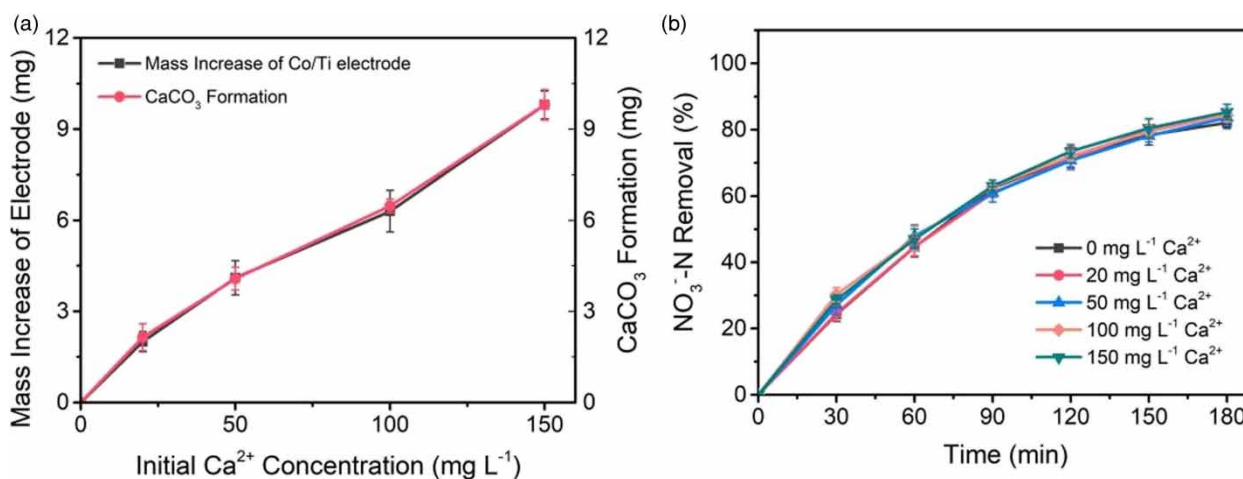 (a)
Mass Increase of Electrode (mg)
12
9
6
3
0
Mass Increase of Co/Ti electrode
CaCO₃ Formation
12
9
6
3
0
CaCO₃ Formation (mg)
0 50 100 150
Initial Ca²⁺ Concentration (mg L⁻¹)
(b)
NO₃⁻-N Removal (%)
100
80
60
40
20
0
0 mg L⁻¹ Ca²⁺
20 mg L⁻¹ Ca²⁺
50 mg L⁻¹ Ca²⁺
100 mg L⁻¹ Ca²⁺
150 mg L⁻¹ Ca²⁺
0 30 60 90 120 150 180
Time (min)